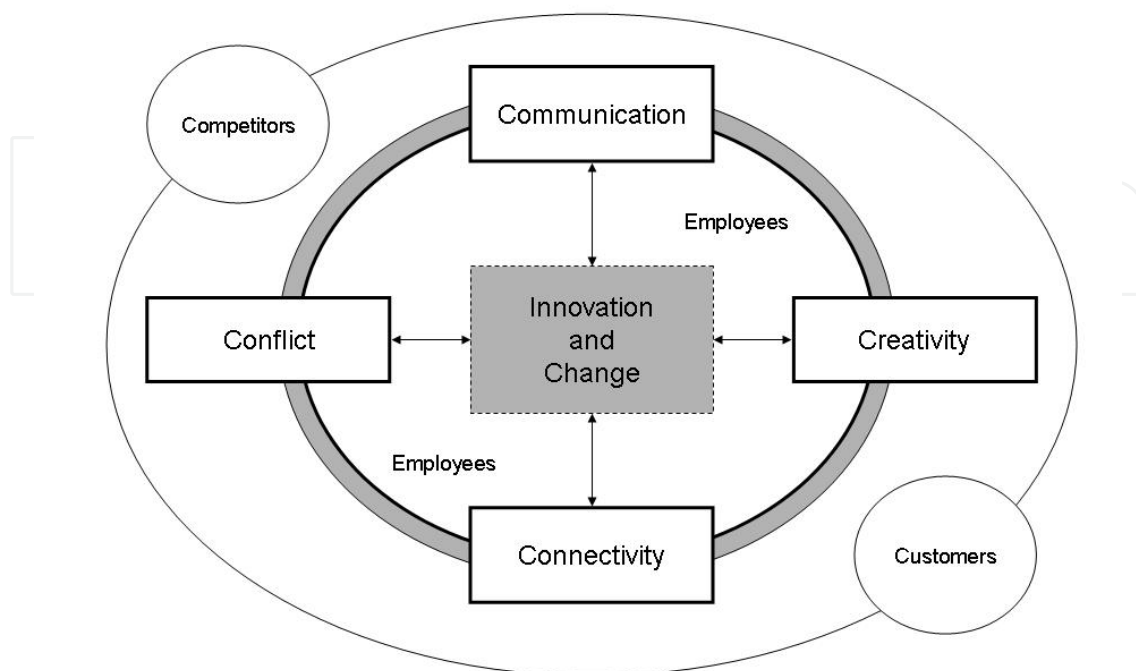 Competitors
Communication
Employees
Conflict
Innovation
and
Change
Creativity
Employees
Connectivity
Customers